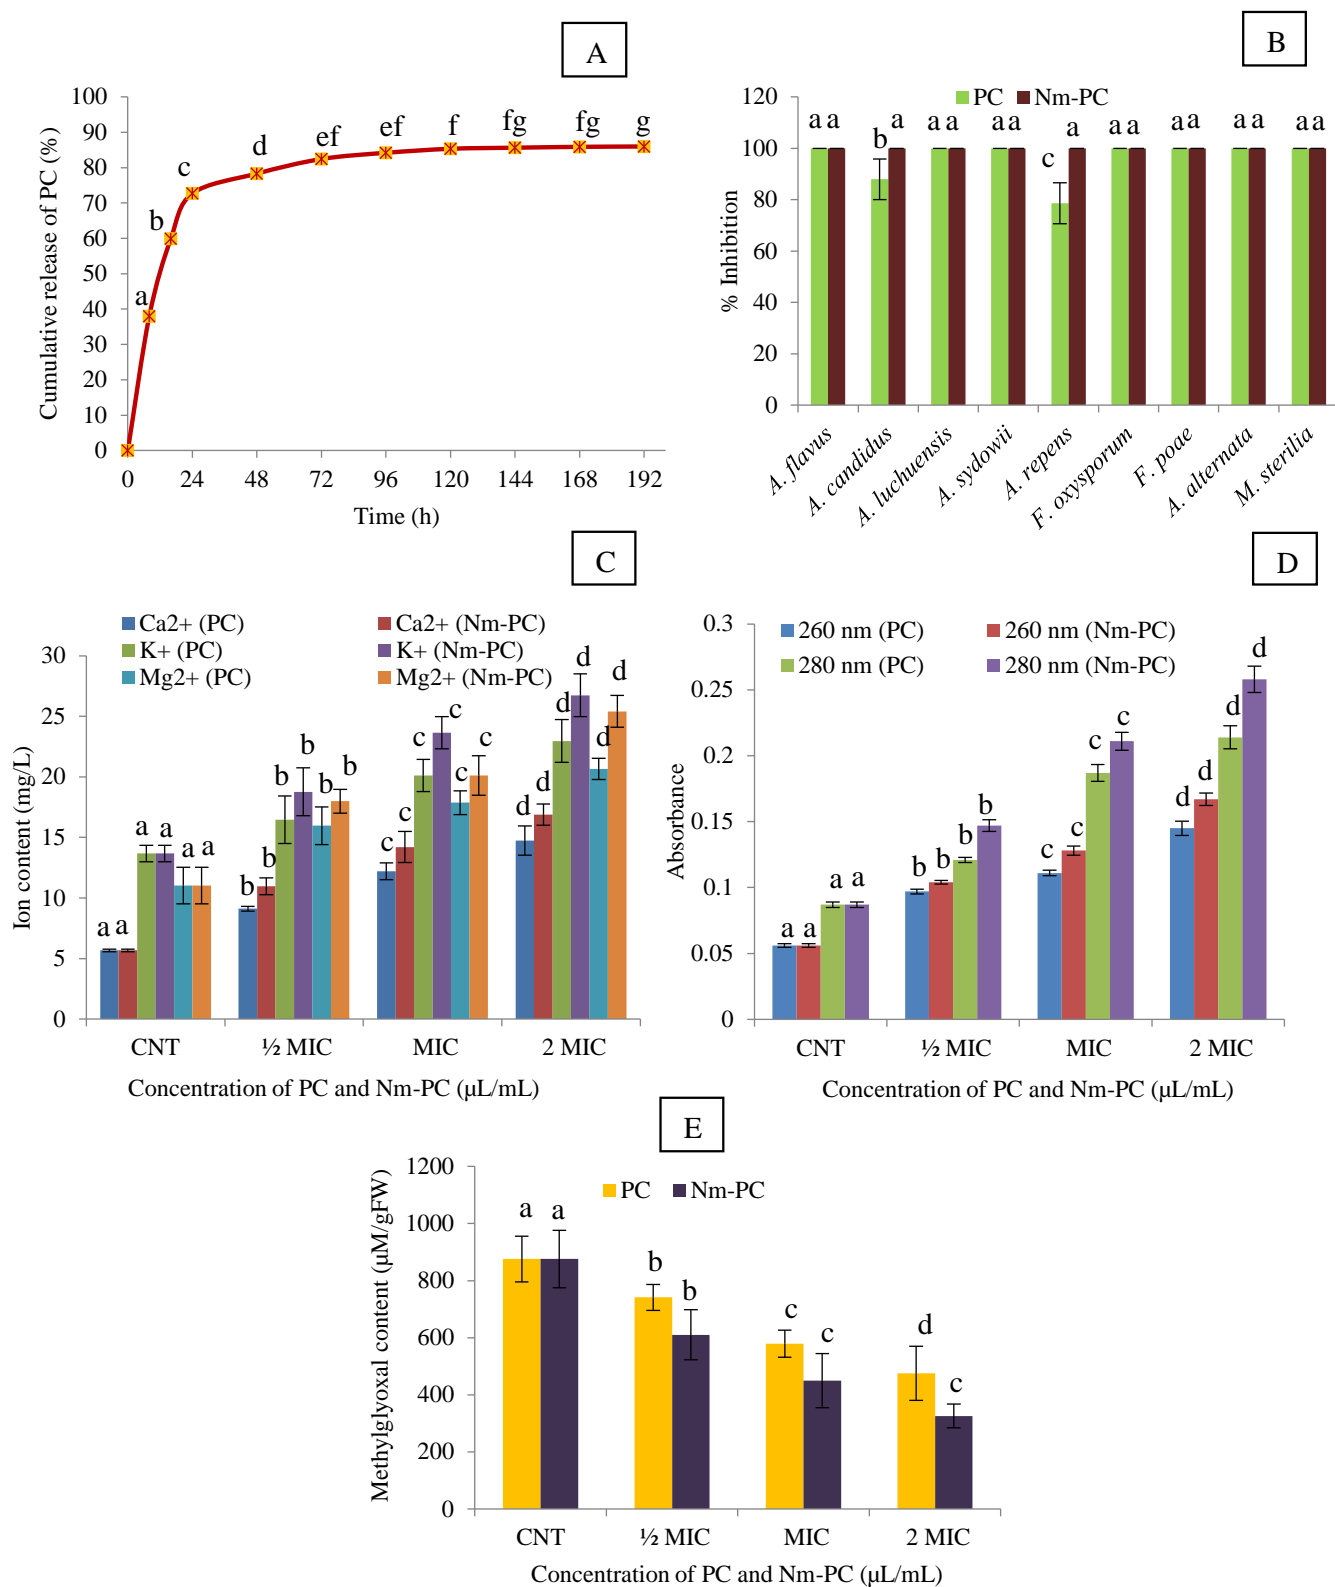 A
Cumulative release of PC (%)
100
90
80
70
60
50
40
30
20
10
0
a
b
c
d
ef
ef
f
fg
fg
g
0 24 48 72 96 120 144 168 192
Time (h)
B
PC Nm-PC
% Inhibition
120
100
80
60
40
20
0
a a b a a a a a c a a a a a a a a a
A. flavus
A. candidus
A. luchuensis
A. sydowii
A. repens
F. oxysporum
F. poae
A. alternata
M. sterilia
C
Ca2+ (PC) Ca2+ (Nm-PC)
K+ (PC) K+ (Nm-PC)
Mg2+ (PC) Mg2+ (Nm-PC)
Ion content (mg/L)
30
25
20
15
10
5
0
a a a a a a
b b b b b b
c c c c c c
d d d d d d
CNT ½ MIC MIC 2 MIC
Concentration of PC and Nm-PC (µL/mL)
D
260 nm (PC) 260 nm (Nm-PC)
280 nm (PC) 280 nm (Nm-PC)
Absorbance
0.3
0.25
0.2
0.15
0.1
0.05
0
a a a a
b b b b
c c c c
d d d d
CNT ½ MIC MIC 2 MIC
Concentration of PC and Nm-PC (µL/mL)
E
PC Nm-PC
Methylglyoxal content (µM/gFW)
1200
1000
800
600
400
200
0
a a
b b
c c
d c
CNT ½ MIC MIC 2 MIC
Concentration of PC and Nm-PC (µL/mL)